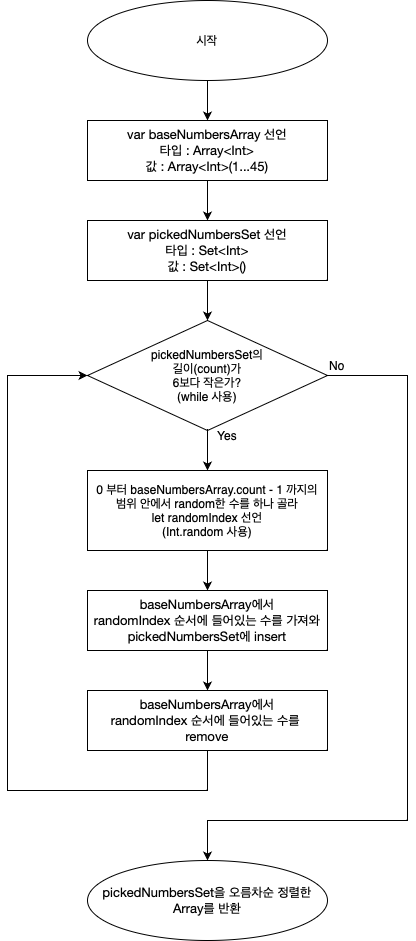 시작
var baseNumbersArray 선언
타입 : Array<Int>
값 : Array<Int>(1...45)
var pickedNumbersSet 선언
타입 : Set<Int>
값 : Set<Int>()
pickedNumbersSet의
길이(count)가
6보다 작은가?
(while 사용)
No
Yes
0 부터 baseNumbersArray.count - 1 까지의
범위 안에서 random한 수를 하나 골라
let randomIndex 선언
(Int.random 사용)
baseNumbersArray에서
randomIndex 순서에 들어있는 수를 가져와
pickedNumbersSet에 insert
baseNumbersArray에서
randomIndex 순서에 들어있는 수를
remove
pickedNumbersSet을 오름차순 정렬한
Array를 반환